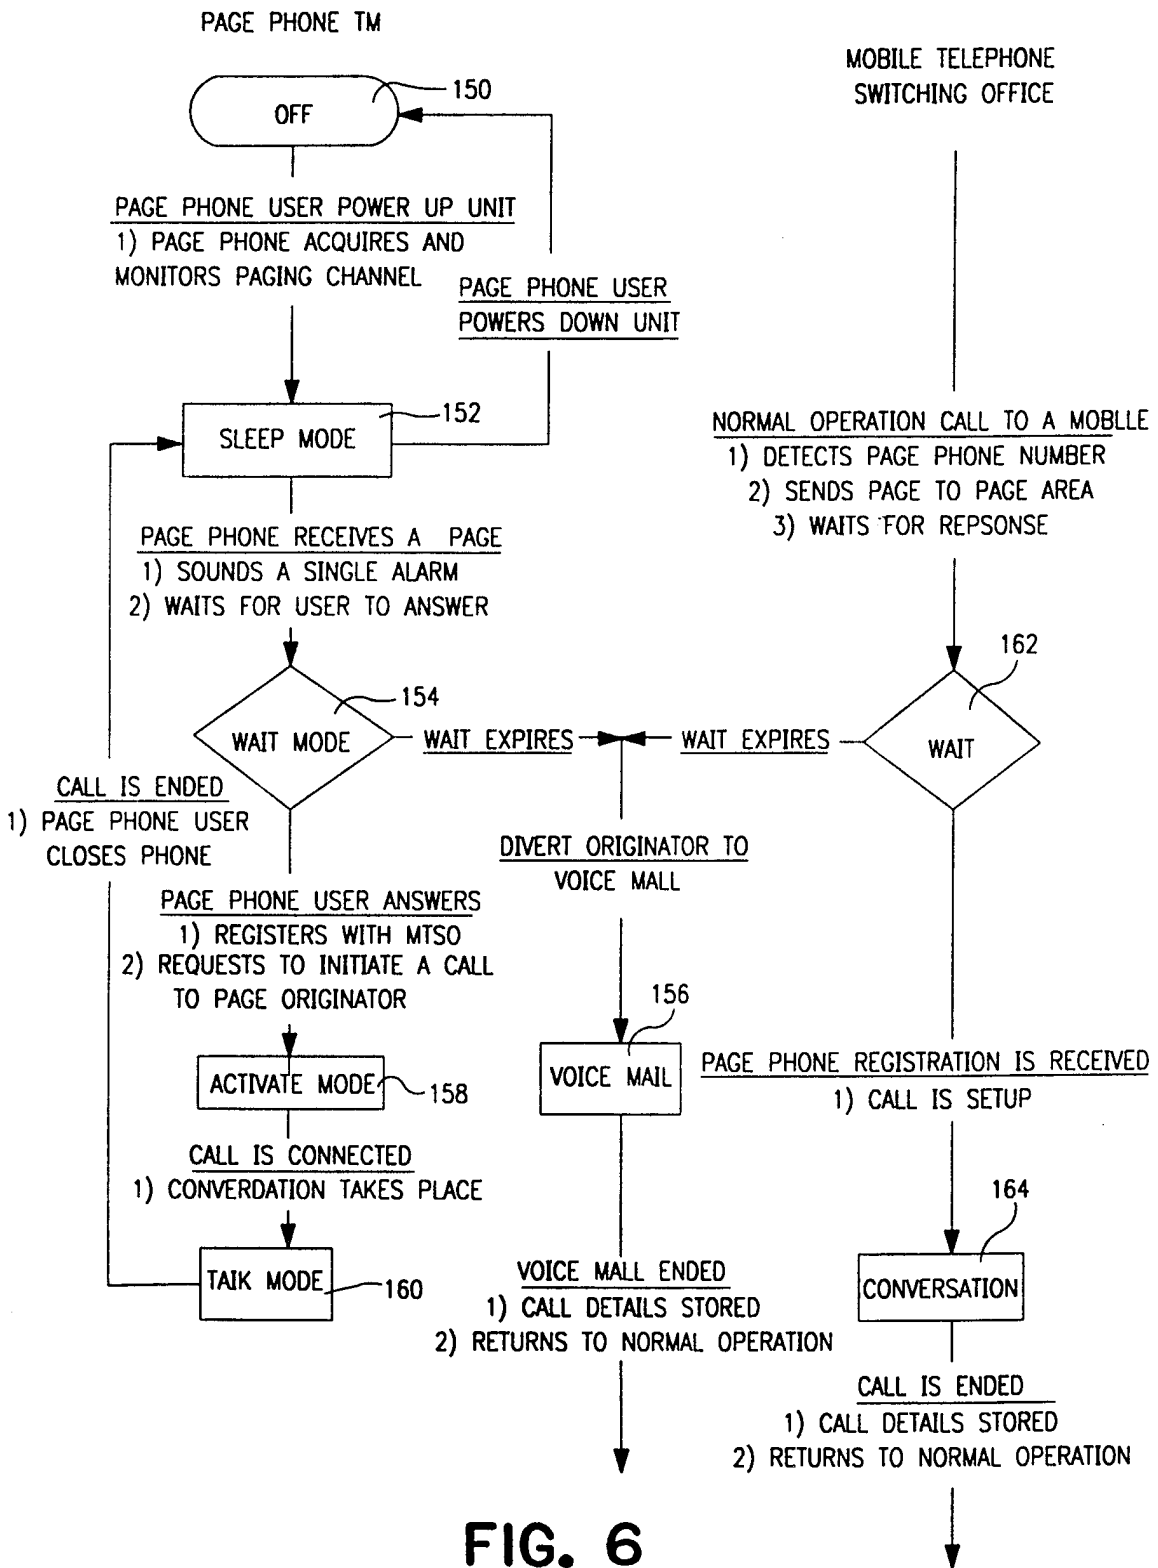 PAGE PHONE TM
OFF
150
PAGE PHONE USER POWER UP UNIT
1) PAGE PHONE ACQUIRES AND
MONITORS PAGING CHANNEL
PAGE PHONE USER
POWERS DOWN UNIT
SLEEP MODE
152
PAGE PHONE RECEIVES A PAGE
1) SOUNDS A SINGLE ALARM
2) WAITS FOR USER TO ANSWER
WAIT MODE
154
WAIT EXPIRES
CALL IS ENDED
1) PAGE PHONE USER
CLOSES PHONE
PAGE PHONE USER ANSWERS
1) REGISTERS WITH MTSO
2) REQUESTS TO INITIATE A CALL
TO PAGE ORIGINATOR
ACTIVATE MODE
158
CALL IS CONNECTED
1) CONVERDATION TAKES PLACE
TAIK MODE
160
DIVERT ORIGINATOR TO
VOICE MALL
156
VOICE MAIL
VOICE MALL ENDED
1) CALL DETAILS STORED
2) RETURNS TO NORMAL OPERATION
MOBILE TELEPHONE
SWITCHING OFFICE
NORMAL OPERATION CALL TO A MOBLLE
1) DETECTS PAGE PHONE NUMBER
2) SENDS PAGE TO PAGE AREA
3) WAITS FOR REPSONSE
162
WAIT EXPIRES
WAIT
PAGE PHONE REGISTRATION IS RECEIVED
1) CALL IS SETUP
164
CONVERSATION
CALL IS ENDED
1) CALL DETAILS STORED
2) RETURNS TO NORMAL OPERATION
FIG. 6